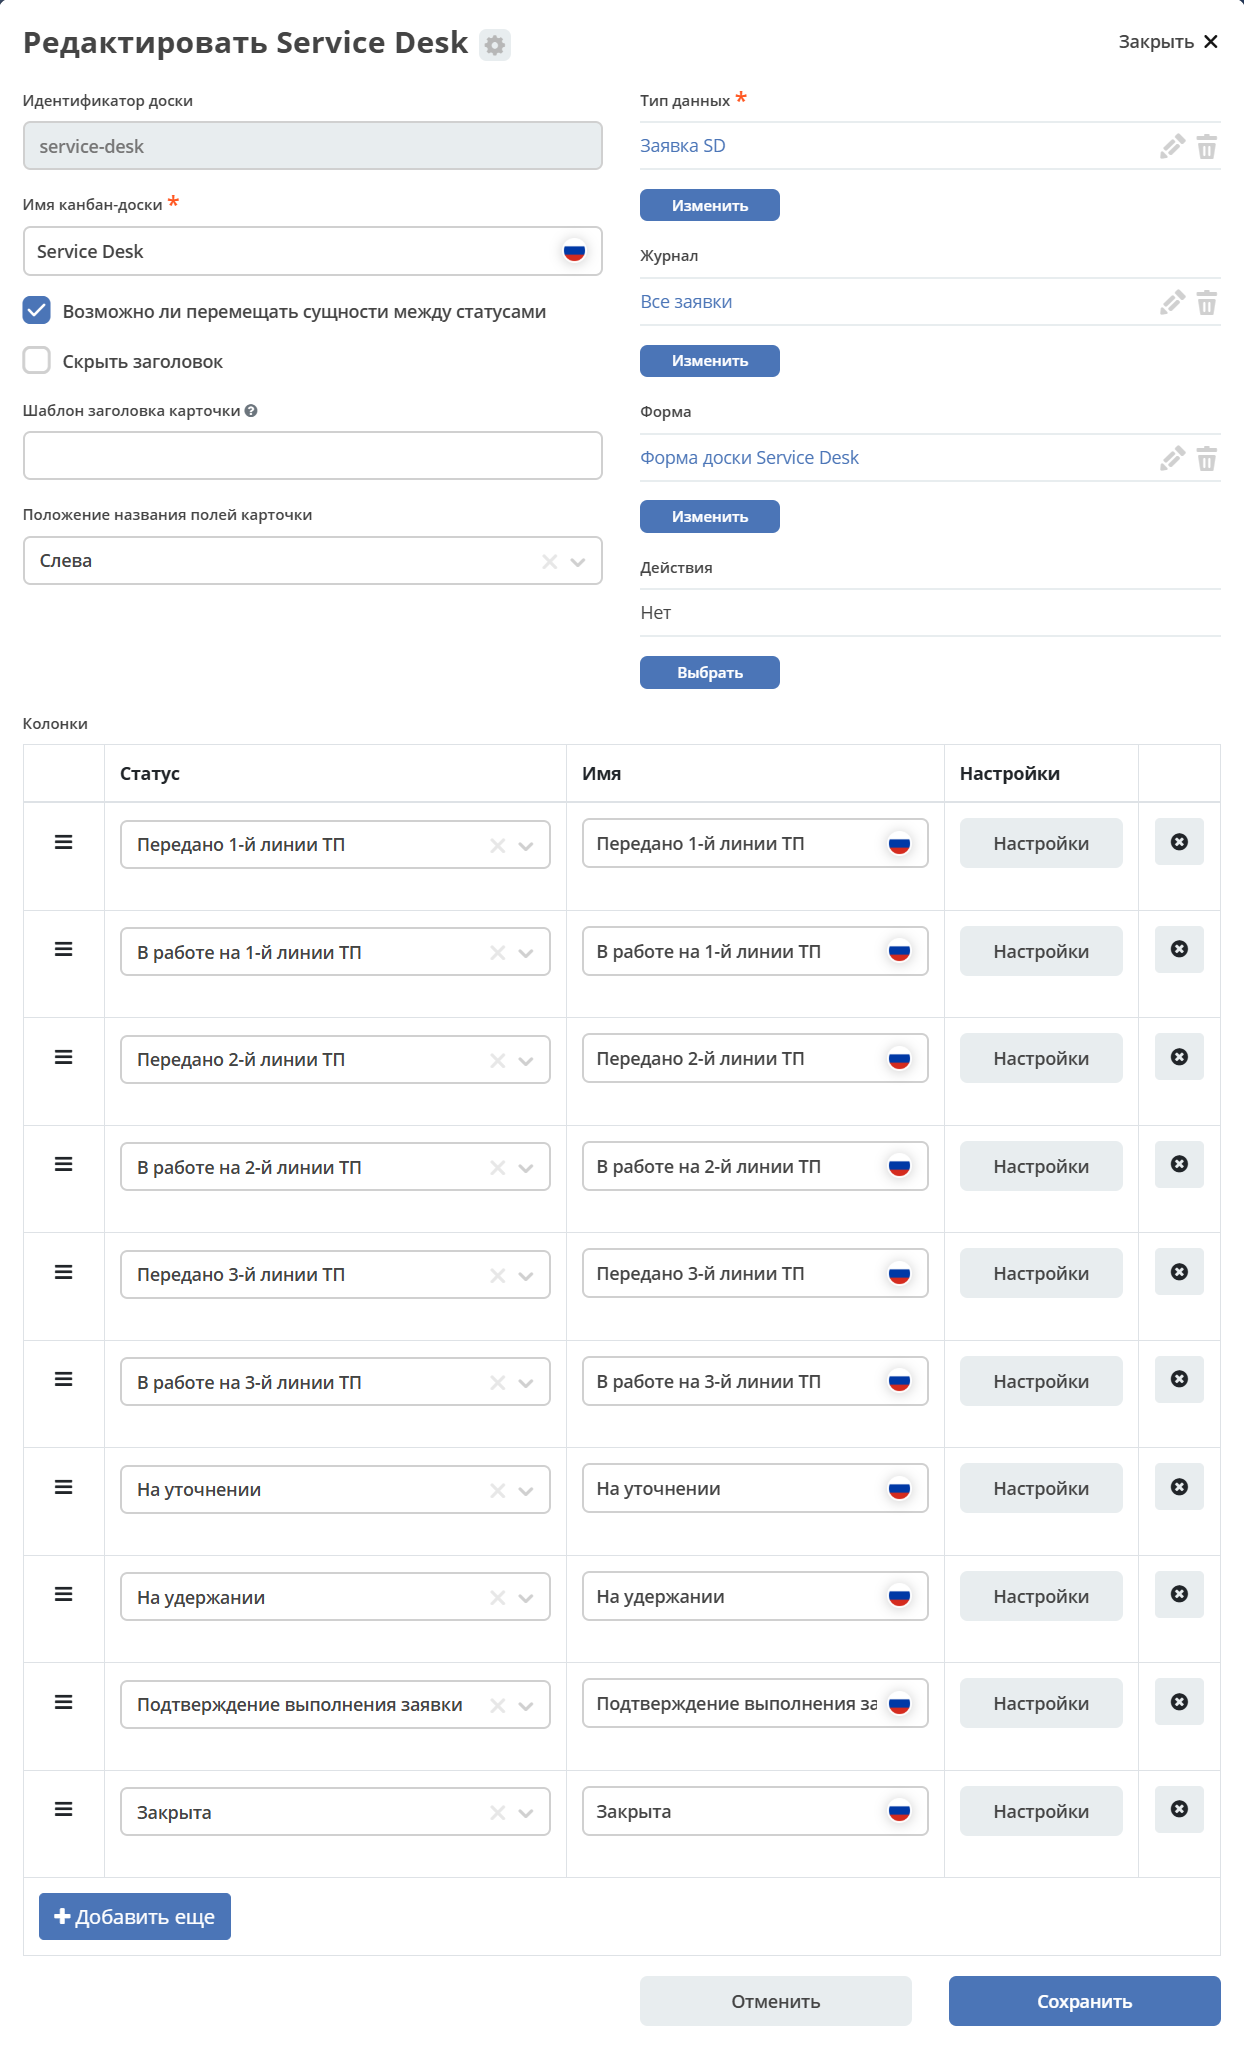 Редактировать Service Desk
Закрыть
Идентификатор доски
service-desk
Имя канбан-доски *
Service Desk
Возможно ли перемещать сущности между статусами
Скрыть заголовок
Шаблон заголовка карточки ?
Положение названия полей карточки
Слева
Тип данных *
Заявка SD
Изменить
Журнал
Все заявки
Изменить
Форма
Форма доски Service Desk
Изменить
Действия
Нет
Выбрать
Колонки
Статус Имя Настройки
Передано 1-й линии ТП Передано 1-й линии ТП Настройки
В работе на 1-й линии ТП В работе на 1-й линии ТП Настройки
Передано 2-й линии ТП Передано 2-й линии ТП Настройки
В работе на 2-й линии ТП В работе на 2-й линии ТП Настройки
Передано 3-й линии ТП Передано 3-й линии ТП Настройки
В работе на 3-й линии ТП В работе на 3-й линии ТП Настройки
На уточнении На уточнении Настройки
На удержании На удержании Настройки
Подтверждение выполнения заявки Подтверждение выполнения за Настройки
Закрыта Закрыта Настройки
Добавить еще
Отменить Сохранить